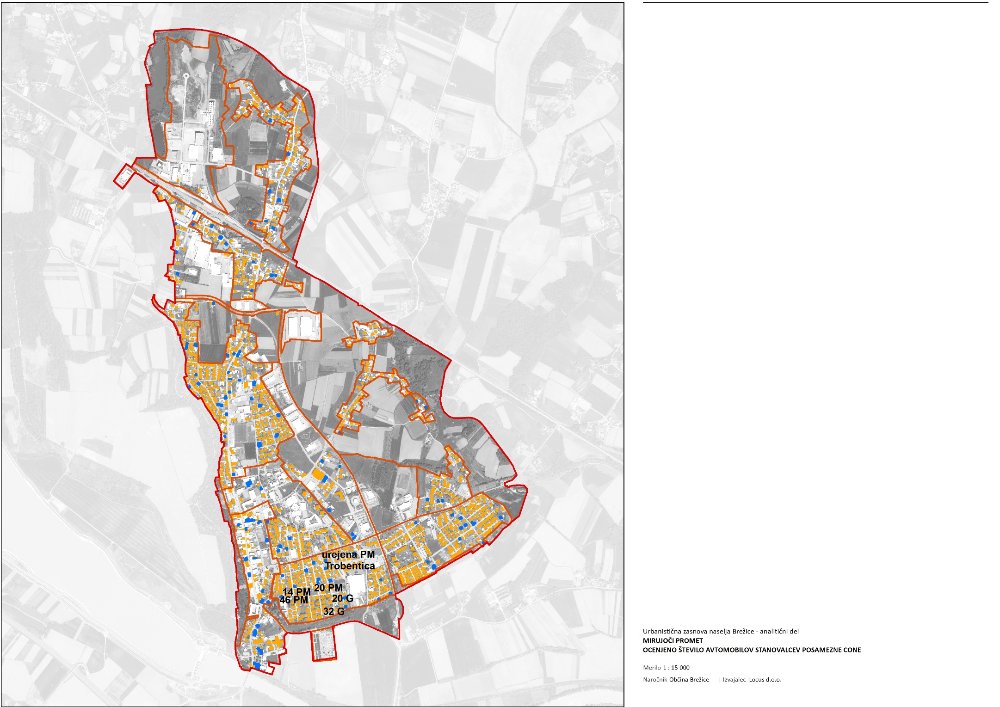 urejena PM
Trobentica
14 PM
20 PM
46 PM
20 G
32 G
Urbanistična zasnova naselja Brežice - analitični del
MIRUJOČI PROMET
OCENJENO ŠTEVILO AVTOMOBILOV STANOVALCEV POSAMEZNE CONE
Merilo 1 : 15 000
Naročnik Občina Brežice | Izvajalec Locus d.o.o.